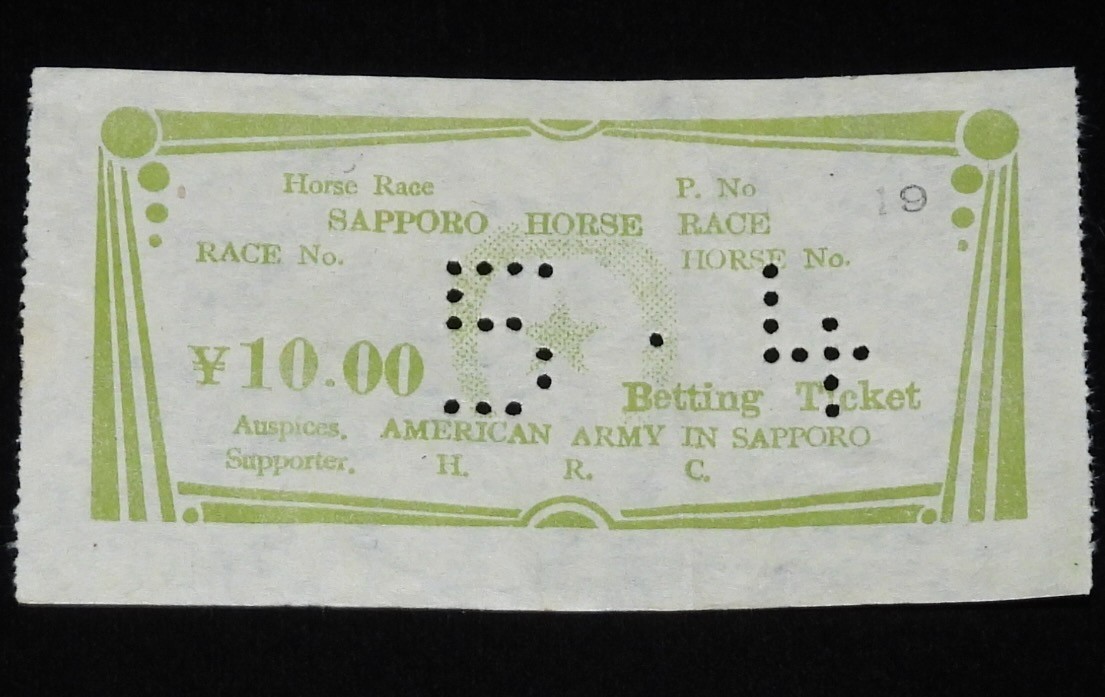 Horse Race P. No 19
SAPPORO HORSE RACE
RACE No. HORSE No.
5 . 4
¥10.00 Betting Ticket
Auspices. AMERICAN ARMY IN SAPPORO
Supporter. H. R. C.